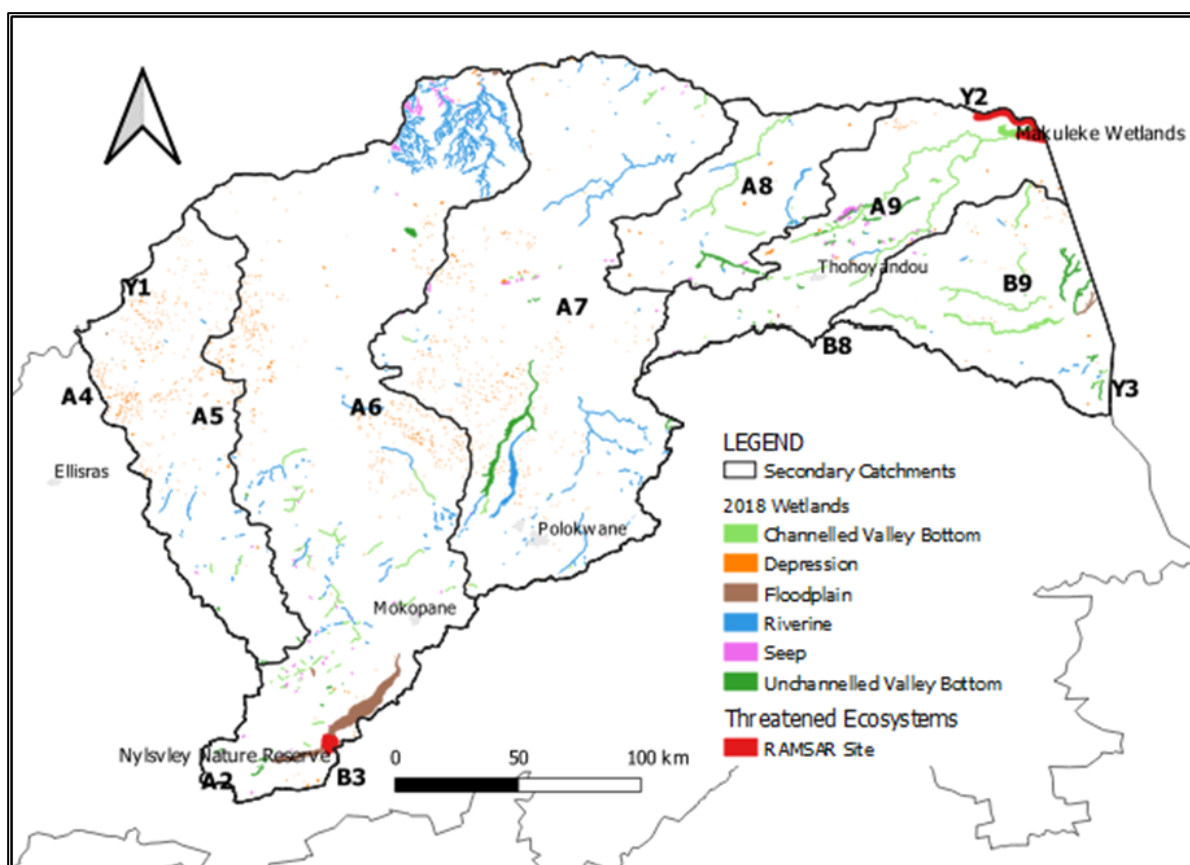 Y2
Makuleke Wetlands
A8
A9
Thohoyandou
Y1
B9
A7
B8
A4
A5
A6
Y3
Ellisras
LEGEND
Secondary Catchments
2018 Wetlands
Channelled Valley Bottom
Depression
Floodplain
Riverine
Seep
Unchannelled Valley Bottom
Threatened Ecosystems
RAMSAR Site
Polokwane
Mokopane
Nylsvley Nature Reserve
A2
B3
0 50 100 km